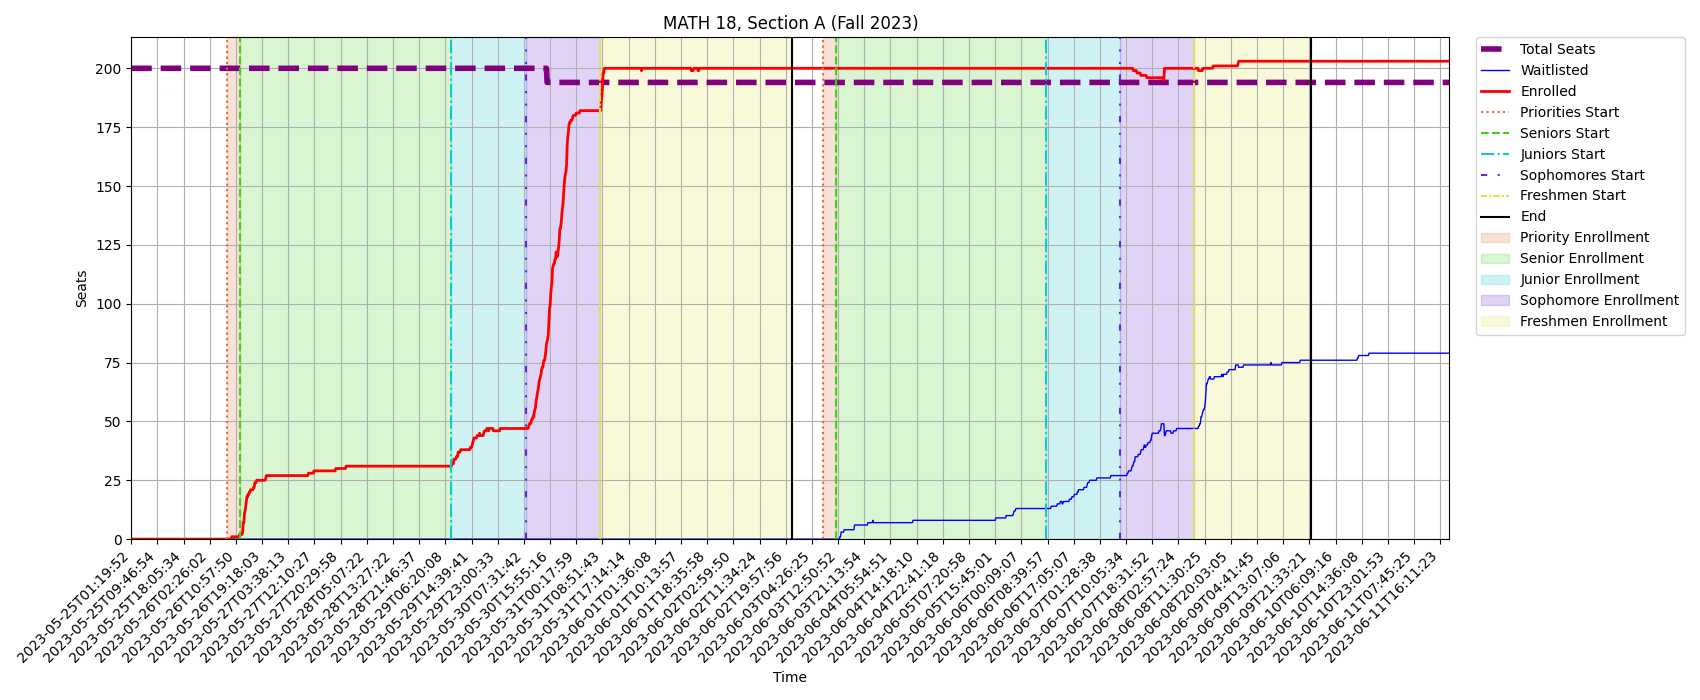 MATH 18, Section A (Fall 2023)
Total Seats
Waitlisted
Enrolled
Priorities Start
Seniors Start
Juniors Start
Sophomores Start
Freshmen Start
End
Priority Enrollment
Senior Enrollment
Junior Enrollment
Sophomore Enrollment
Freshmen Enrollment
Seats
200
175
150
125
100
75
50
25
0
2023-05-25T01:19:52
2023-05-25T09:46:54
2023-05-25T18:05:34
2023-05-26T02:26:02
2023-05-26T10:57:50
2023-05-26T19:18:03
2023-05-27T03:38:13
2023-05-27T12:10:27
2023-05-27T20:29:58
2023-05-28T05:07:22
2023-05-28T13:27:22
2023-05-28T21:46:37
2023-05-29T06:20:08
2023-05-29T14:39:41
2023-05-29T23:00:33
2023-05-30T07:31:42
2023-05-30T15:55:16
2023-05-31T00:17:59
2023-05-31T08:51:43
2023-05-31T17:14:14
2023-06-01T01:36:08
2023-06-01T10:13:57
2023-06-01T18:35:58
2023-06-02T02:59:50
2023-06-02T11:34:24
2023-06-02T19:57:56
2023-06-03T04:26:25
2023-06-03T12:50:52
2023-06-03T21:13:54
2023-06-04T05:54:51
2023-06-04T14:18:10
2023-06-04T22:41:18
2023-06-05T07:20:58
2023-06-05T15:45:01
2023-06-06T00:09:07
2023-06-06T08:39:57
2023-06-06T17:05:07
2023-06-07T01:28:38
2023-06-07T10:05:34
2023-06-07T18:31:52
2023-06-08T02:57:24
2023-06-08T11:30:25
2023-06-08T20:03:05
2023-06-09T04:41:45
2023-06-09T13:07:06
2023-06-09T21:33:21
2023-06-10T06:09:16
2023-06-10T14:36:08
2023-06-10T23:01:53
2023-06-11T07:45:25
2023-06-11T16:11:23
Time